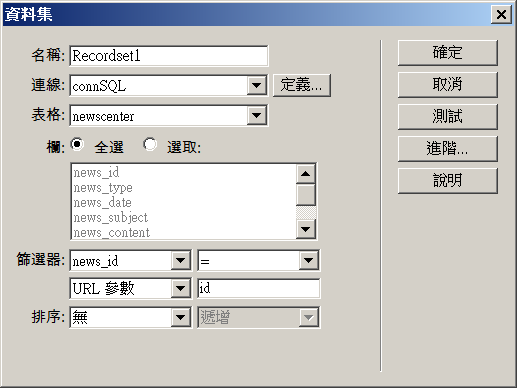 資料集
名稱: Recordset1
確定
連線: connSQL 定義...
取消
表格: newscenter
測試
欄: 全選 選取:
進階...
news_id
說明
news_type
news_date
news_subject
news_content
篩選器: news_id =
URL 參數 id
排序: 無 遞增